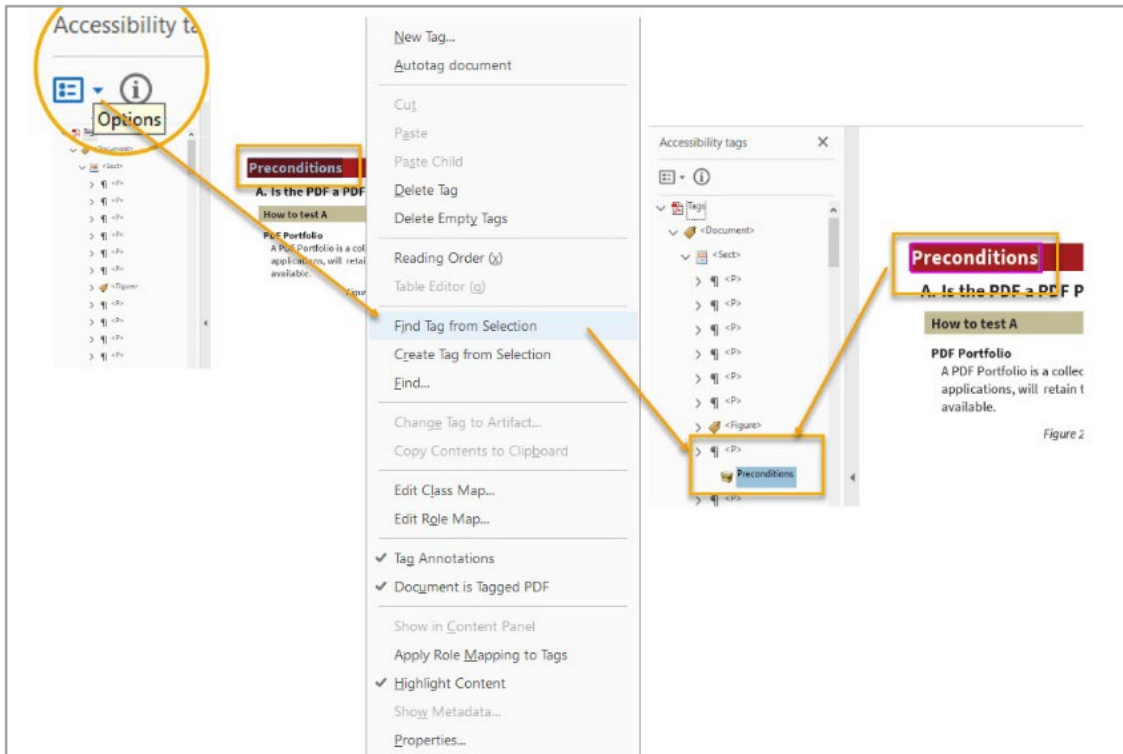 Accessibility ta
Options
Tags
<Document>
<Sect>
<P>
<P>
<P>
<P>
<P>
<P>
<Figure>
<P>
<P>
<P>
<P>
Preconditions
A. Is the PDF a PDF
How to test A
PDF Portfolio
A PDF Portfolio is a col
applications, will retai
available.
Figu
New Tag...
Autotag document
Cut
Paste
Paste Child
Delete Tag
Delete Empty Tags
Reading Order (x)
Table Editor (g)
Find Tag from Selection
Create Tag from Selection
Find...
Change Tag to Artifact...
Copy Contents to Clipboard
Edit Class Map...
Edit Role Map...
Tag Annotations
Document is Tagged PDF
Show in Content Panel
Apply Role Mapping to Tags
Highlight Content
Show Metadata...
Properties...
Accessibility tags
Tags
<Document>
<Sect>
<P>
<P>
<P>
<P>
<P>
<P>
<Figure>
<P>
Preconditions
<P>
Preconditions
A. Is the PDF a PDF P
How to test A
PDF Portfolio
A PDF Portfolio is a collec
applications, will retain t
available.
Figure 2